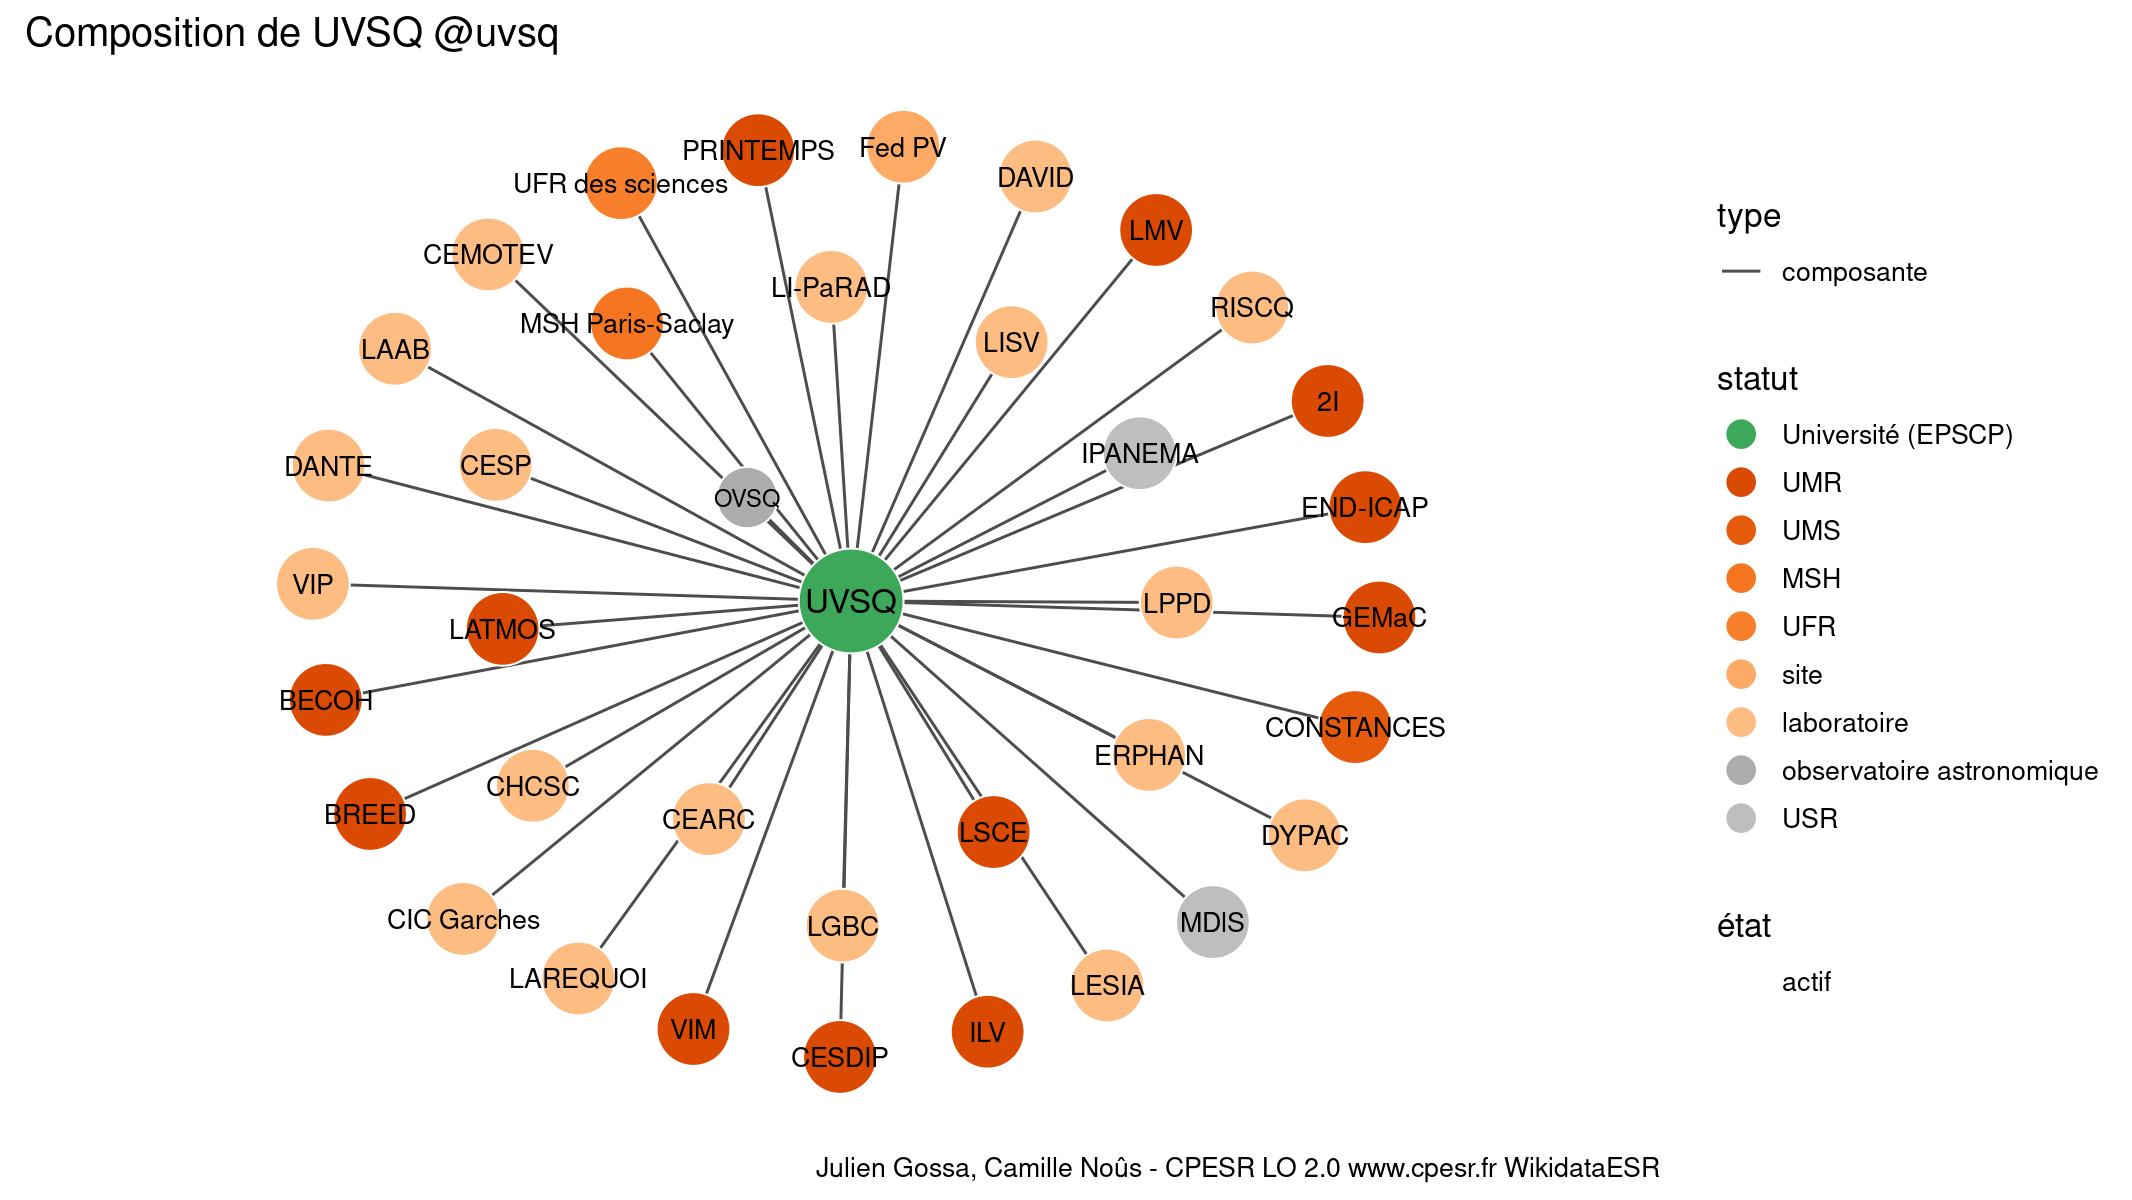 Composition de UVSQ @uvsq
PRINTEMPS
Fed PV
DAVID
UFR des sciences
LMV
CEMOTEV
LI-PaRAD
RISCQ
MSH Paris-Saclay
LISV
LAAB
2I
IPANEMA
DANTE
CESP
OVSQ
END-ICAP
VIP
UVSQ
LPPD
GEMaC
LATMOS
BECOH
CONSTANCES
ERPHAN
CHCSC
BREED
CEARC
LSCE
DYPAC
CIC Garches
LGBC
MDIS
LAREQUOI
LESIA
VIM
ILV
CESDIP
type
composante
statut
Université (EPSCP)
UMR
UMS
MSH
UFR
site
laboratoire
observatoire astronomique
USR
état
actif
Julien Gossa, Camille Noûs - CPESR LO 2.0 www.cpesr.fr WikidataESR